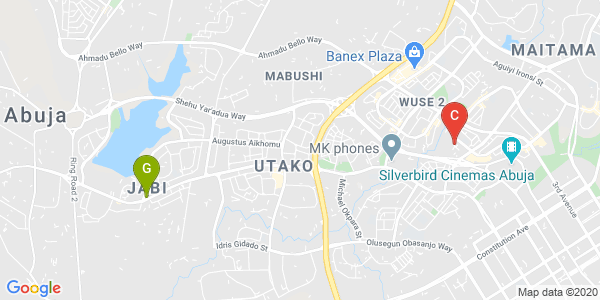 Ahmadu Bello Way
Ahmadu Bello Way
Banex Plaza
MAITAMA
MABUSHI
Aguiyi Ironsi St
Shehu Yar'adua Way
WUSE 2
Abuja
C
Augustus Aikhomu
MK phones
G
UTAKO
Silverbird Cinemas Abuja
Ring Road 2
JABI
Michael Okpara St
3rd Avenue
Idris Gidado St
Olusegun Obasanjo Way
Constitution Ave
Google
Map data ©2020